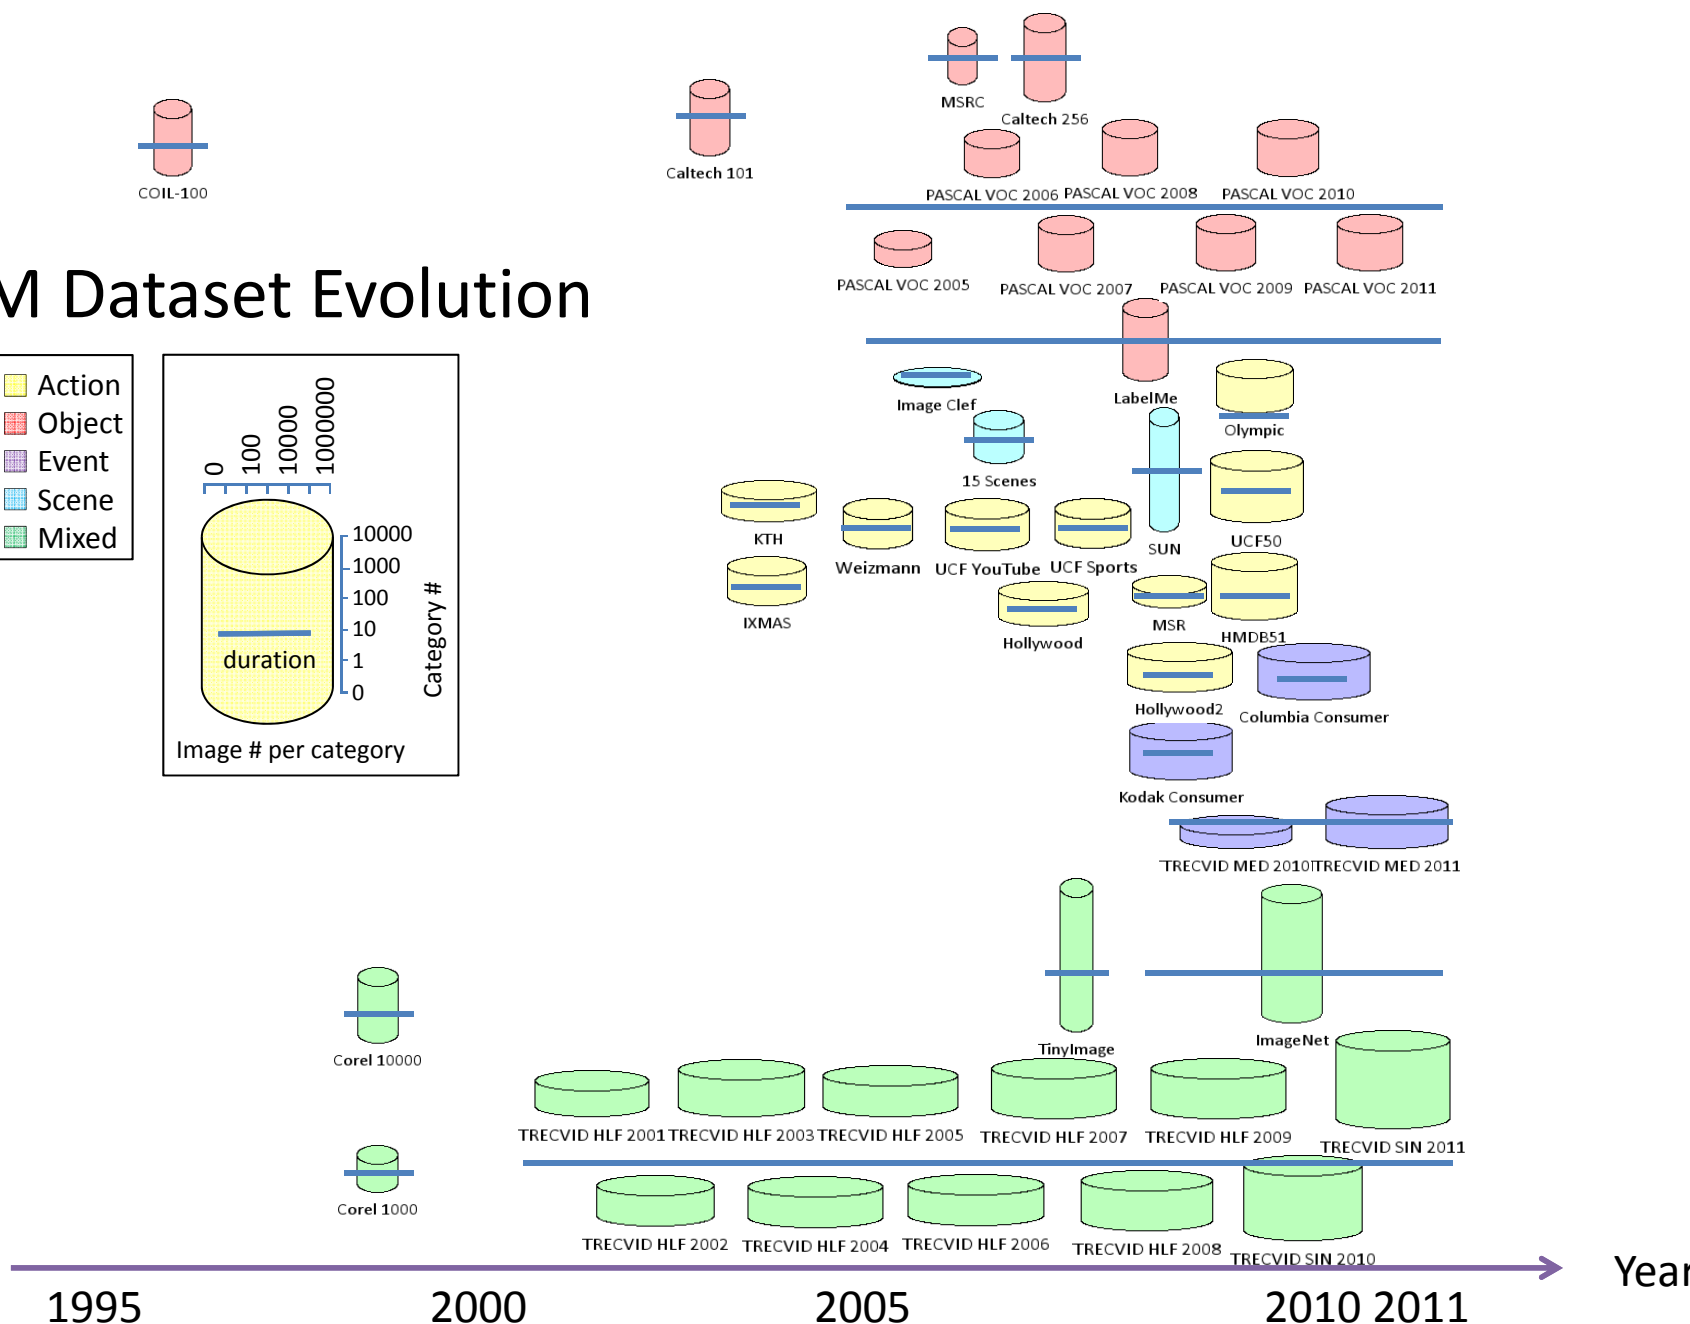 MSRC
Caltech 256
COIL-100
Caltech 101
PASCAL VOC 2006
PASCAL VOC 2008
PASCAL VOC 2010
PASCAL VOC 2005
PASCAL VOC 2007
PASCAL VOC 2009
PASCAL VOC 2011
M Dataset Evolution
Action
Object
Event
Scene
Mixed
0
100
10000
1000000
10000
1000
100
10
1
0
Category #
duration
Image # per category
LabelMe
Image Clef
Olympic
15 Scenes
KTH
Weizmann
UCF YouTube
UCF Sports
SUN
UCF50
IXMAS
Hollywood
MSR
HMDB51
Hollywood2
Columbia Consumer
Kodak Consumer
TRECVID MED 2010
TRECVID MED 2011
TinyImage
ImageNet
Corel 10000
TRECVID HLF 2001
TRECVID HLF 2003
TRECVID HLF 2005
TRECVID HLF 2007
TRECVID HLF 2009
TRECVID SIN 2011
Corel 1000
TRECVID HLF 2002
TRECVID HLF 2004
TRECVID HLF 2006
TRECVID HLF 2008
TRECVID SIN 2010
Year
1995
2000
2005
2010
2011